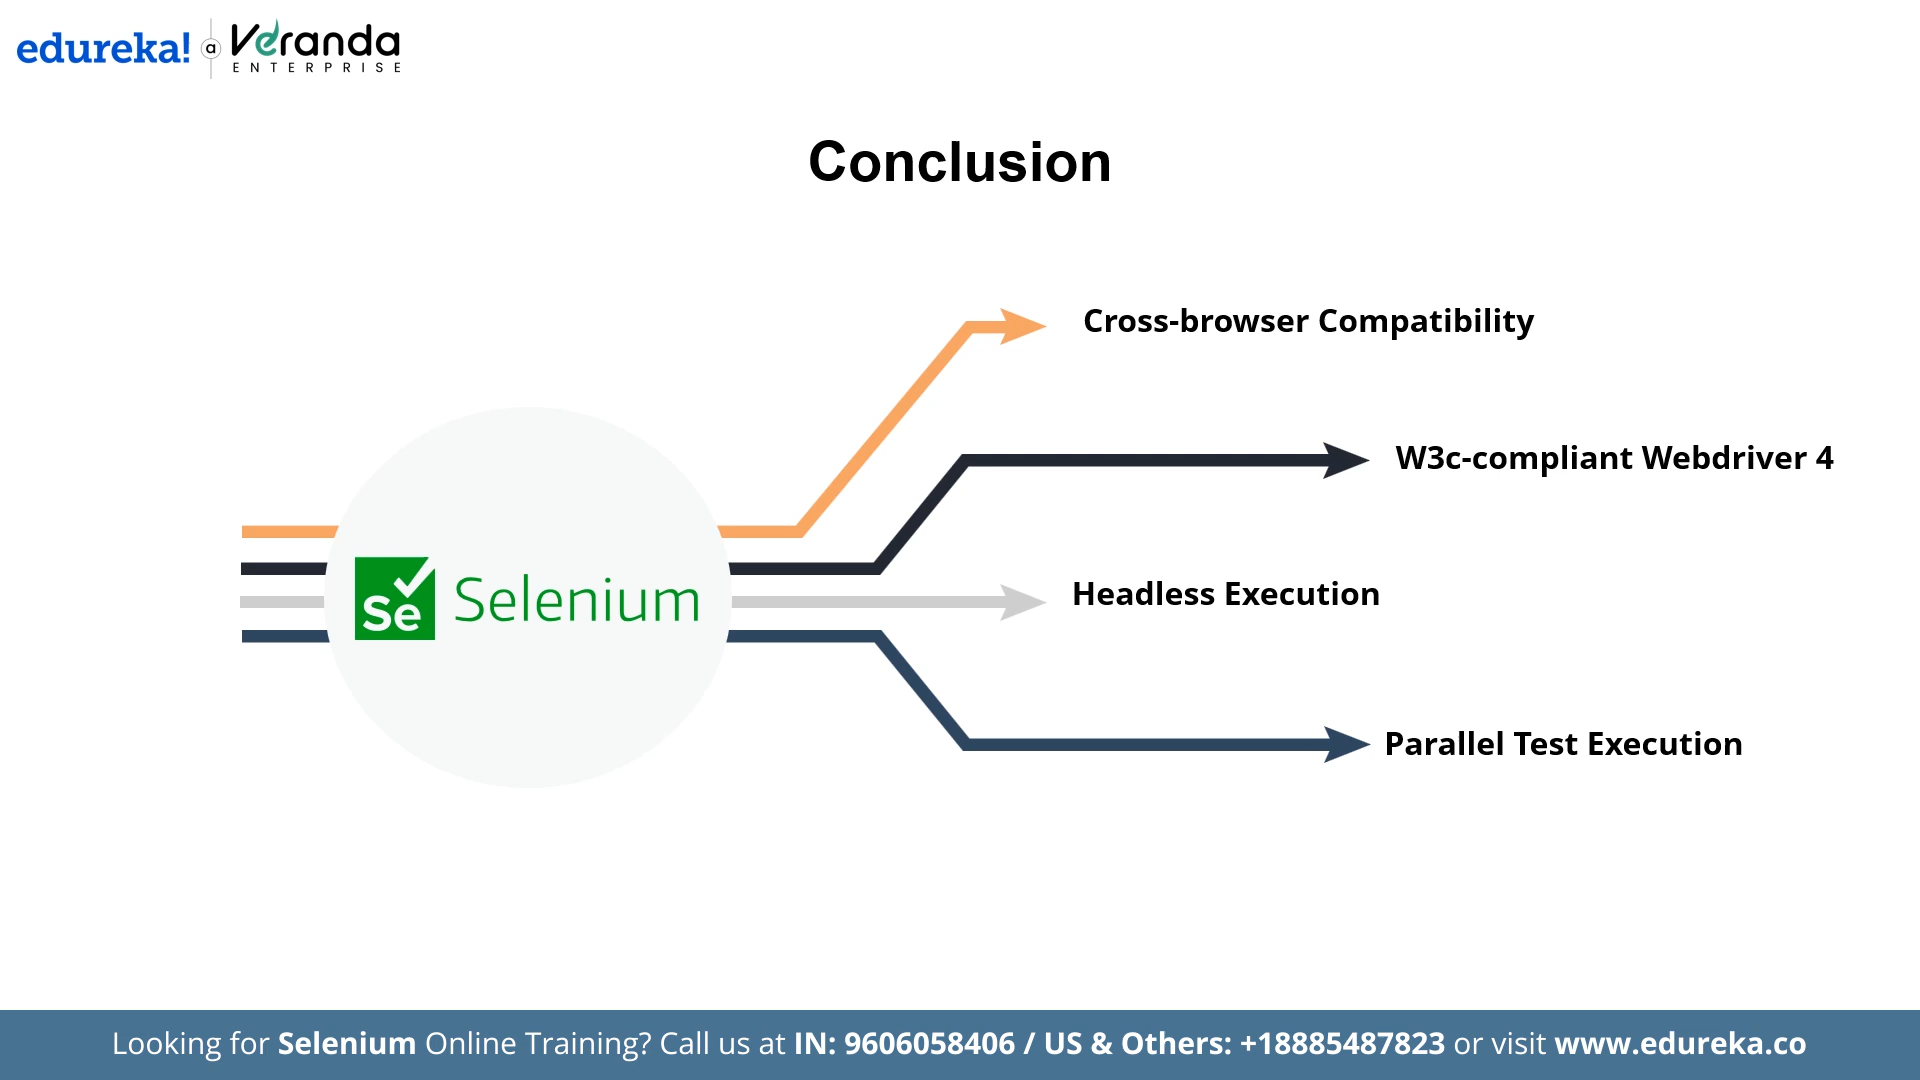 edureka! a Veranda
ENTERPRISE
Conclusion
Cross-browser Compatibility
W3c-compliant Webdriver 4
Se Selenium
Headless Execution
Parallel Test Execution
Looking for Selenium Online Training? Call us at IN: 9606058406 / US & Others: +18885487823 or visit www.edureka.co